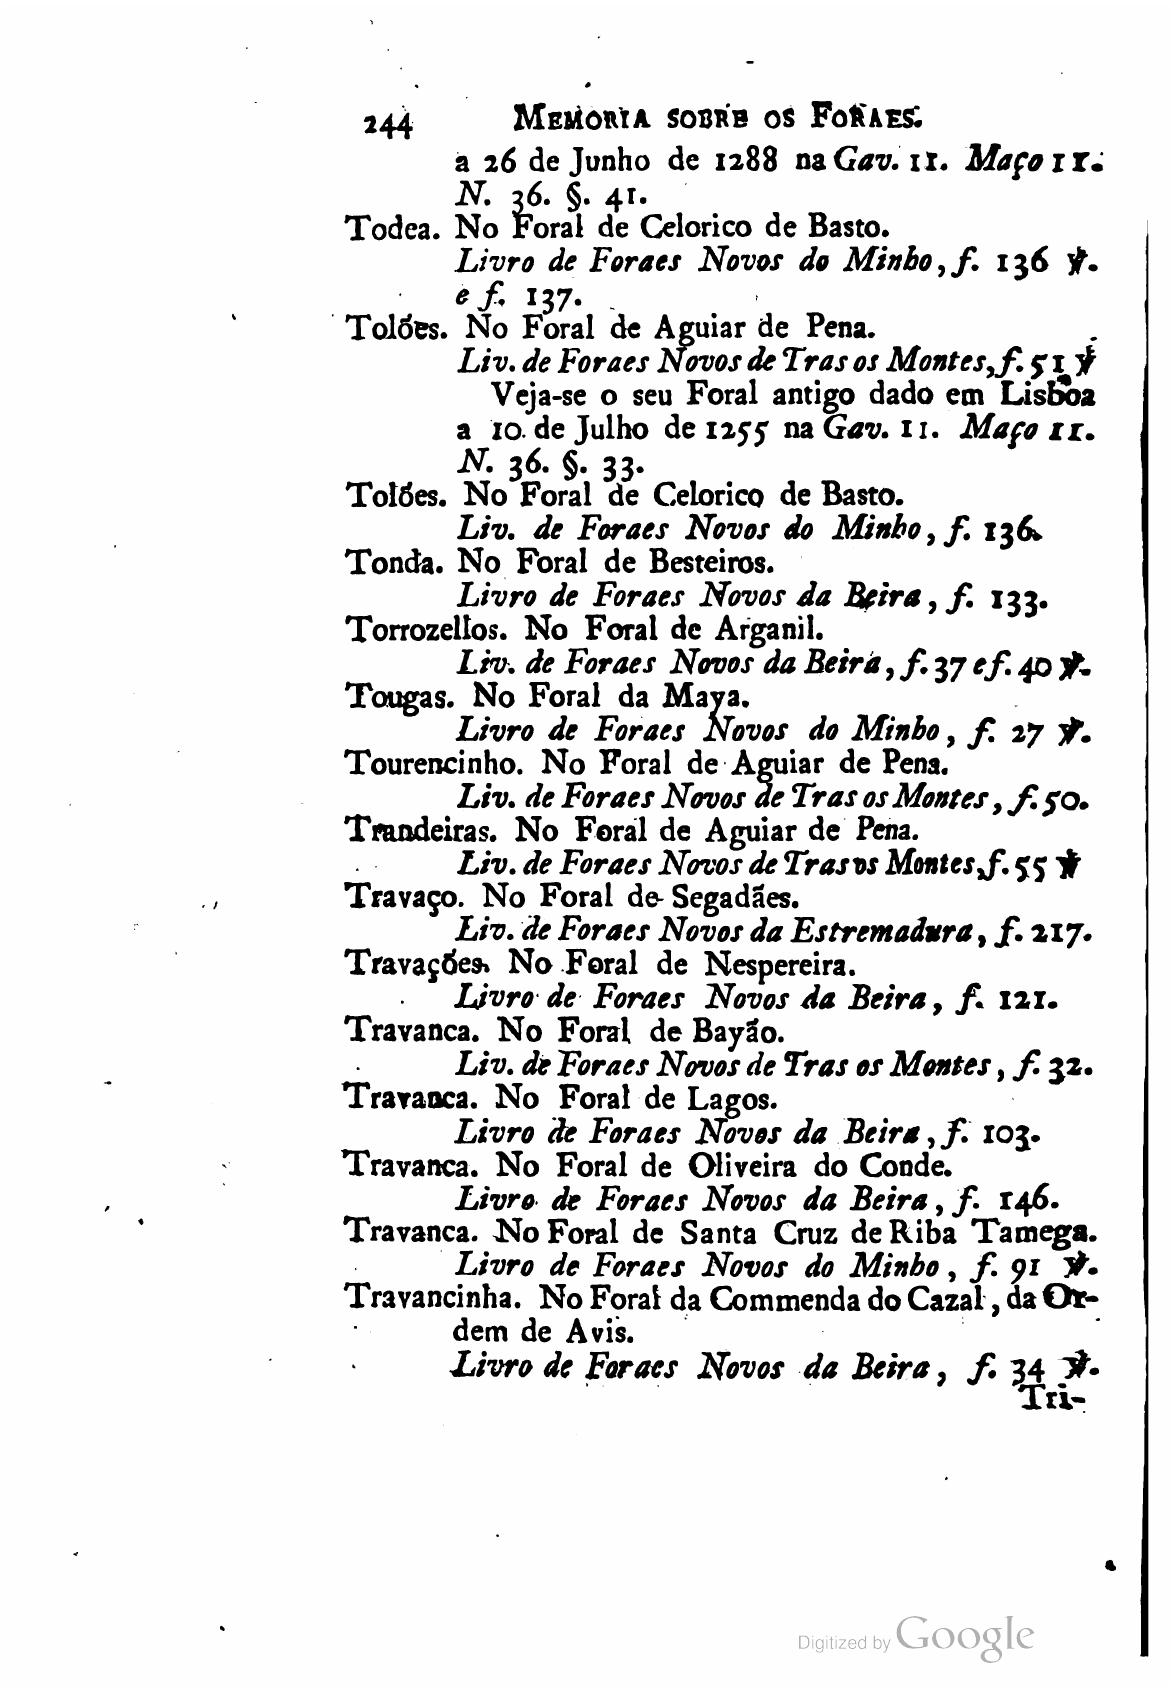 244 MEMORIA SOBRE OS FORAES.
a 26 de Junho de 1288 na Gav. 11. Maço 11.
N. 36. §. 41.
Todea. No Foral de Celorico de Basto.
Livro de Foraes Novos do Minho, f. 136 ℣.
e f. 137.
Tolões. No Foral de Aguiar de Pena.
Liv. de Foraes Novos de Tras os Montes, f. 51 ℣
Veja-se o seu Foral antigo dado em Lisboa
a 10 de Julho de 1255 na Gav. 11. Maço 11.
N. 36. §. 33.
Tolões. No Foral de Celorico de Basto.
Liv. de Foraes Novos do Minho, f. 136.
Tonda. No Foral de Besteiros.
Livro de Foraes Novos da Beira, f. 133.
Torrozellos. No Foral de Arganil.
Liv. de Foraes Novos da Beira, f. 37 e f. 40 ℣.
Tougas. No Foral da Maya.
Livro de Foraes Novos do Minho, f. 27 ℣.
Tourencinho. No Foral de Aguiar de Pena.
Liv. de Foraes Novos de Tras os Montes, f. 50.
Trandeiras. No Foral de Aguiar de Pena.
Liv. de Foraes Novos de Tras os Montes, f. 55 ℣
Travaço. No Foral de Segadães.
Liv. de Foraes Novos da Estremadura, f. 217.
Travações. No Foral de Nespereira.
Livro de Foraes Novos da Beira, f. 121.
Travanca. No Foral de Bayão.
Liv. de Foraes Novos de Tras os Montes, f. 32.
Travanca. No Foral de Lagos.
Livro de Foraes Novos da Beira, f. 103.
Travanca. No Foral de Oliveira do Conde.
Livro de Foraes Novos da Beira, f. 146.
Travanca. No Foral de Santa Cruz de Riba Tamega.
Livro de Foraes Novos do Minho, f. 91 ℣.
Travancinha. No Foral da Commenda do Cazal, da Or-
dem de Avis.
Livro de Foraes Novos da Beira, f. 34 ℣.
Tri-
Digitized by Google